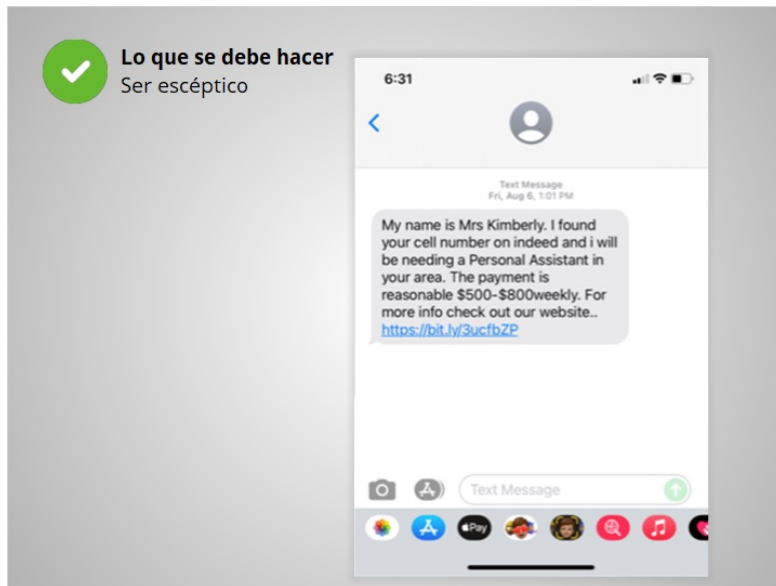 Lo que se debe hacer
Ser escéptico
6:31
Text Message
Fri, Aug 6, 1:01 PM
My name is Mrs Kimberly. I found
your cell number on indeed and i will
be needing a Personal Assistant in
your area. The payment is
reasonable $500-$800weekly. For
more info check out our website..
https://bit.ly/3ucfbZP
Text Message
Pay